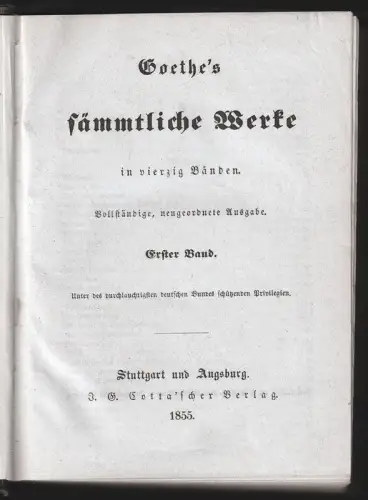 Goethe's
sämmtliche Werke
in vierzig Bänden.
Vollständige, neugeordnete Ausgabe.
Erster Band.
Unter des durchlauchtigsten deutschen Bundes schützenden Privilegien.
Stuttgart und Augsburg.
J. G. Cotta'scher Verlag.
1855.